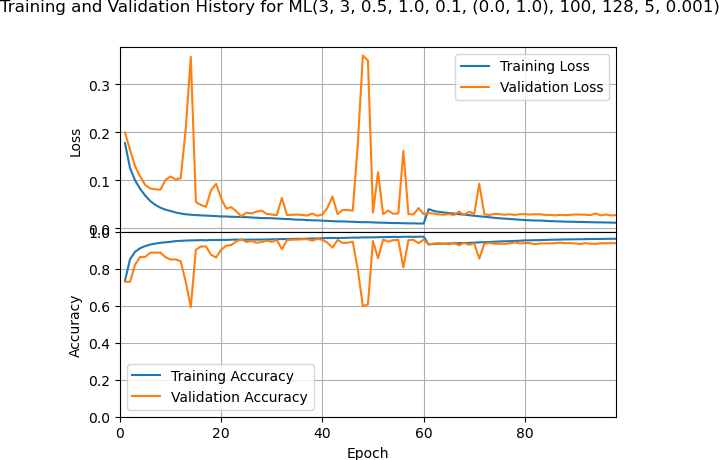 Training and Validation History for ML(3, 3, 0.5, 1.0, 0.1, (0.0, 1.0), 100, 128, 5, 0.001)
Training Loss
Validation Loss
0.3
0.2
0.1
0.0
Loss
1.0
0.8
0.6
0.4
0.2
0.0
Accuracy
Training Accuracy
Validation Accuracy
0 20 40 60 80
Epoch